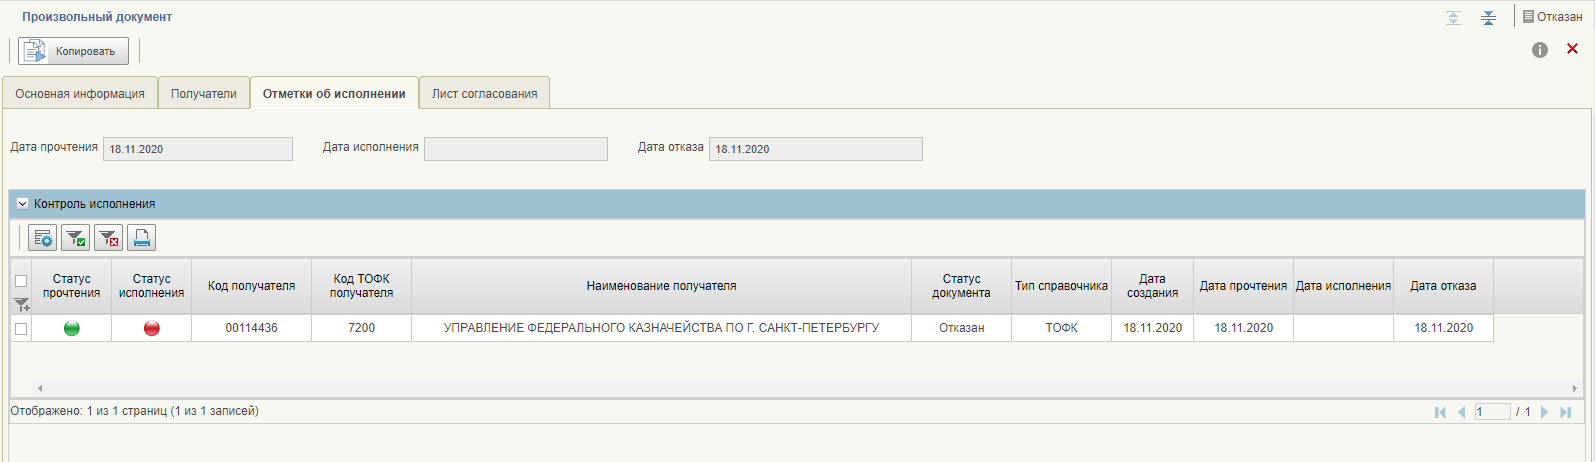 Произвольный документ
Отказан
Копировать
Основная информация Получатели Отметки об исполнении Лист согласования
Дата прочтения 18.11.2020 Дата исполнения Дата отказа 18.11.2020
Контроль исполнения
Статус прочтения Статус исполнения Код получателя Код ТОФК получателя Наименование получателя Статус документа Тип справочника Дата создания Дата прочтения Дата исполнения Дата отказа
00114436 7200 УПРАВЛЕНИЕ ФЕДЕРАЛЬНОГО КАЗНАЧЕЙСТВА ПО Г. САНКТ-ПЕТЕРБУРГУ Отказан ТОФК 18.11.2020 18.11.2020 18.11.2020
Отображено: 1 из 1 страниц (1 из 1 записей) 1 / 1